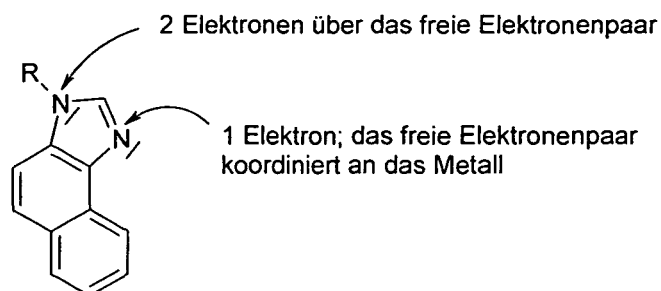 2 Elektronen über das freie Elektronenpaar
R
N
N
1 Elektron; das freie Elektronenpaar
koordiniert an das Metall